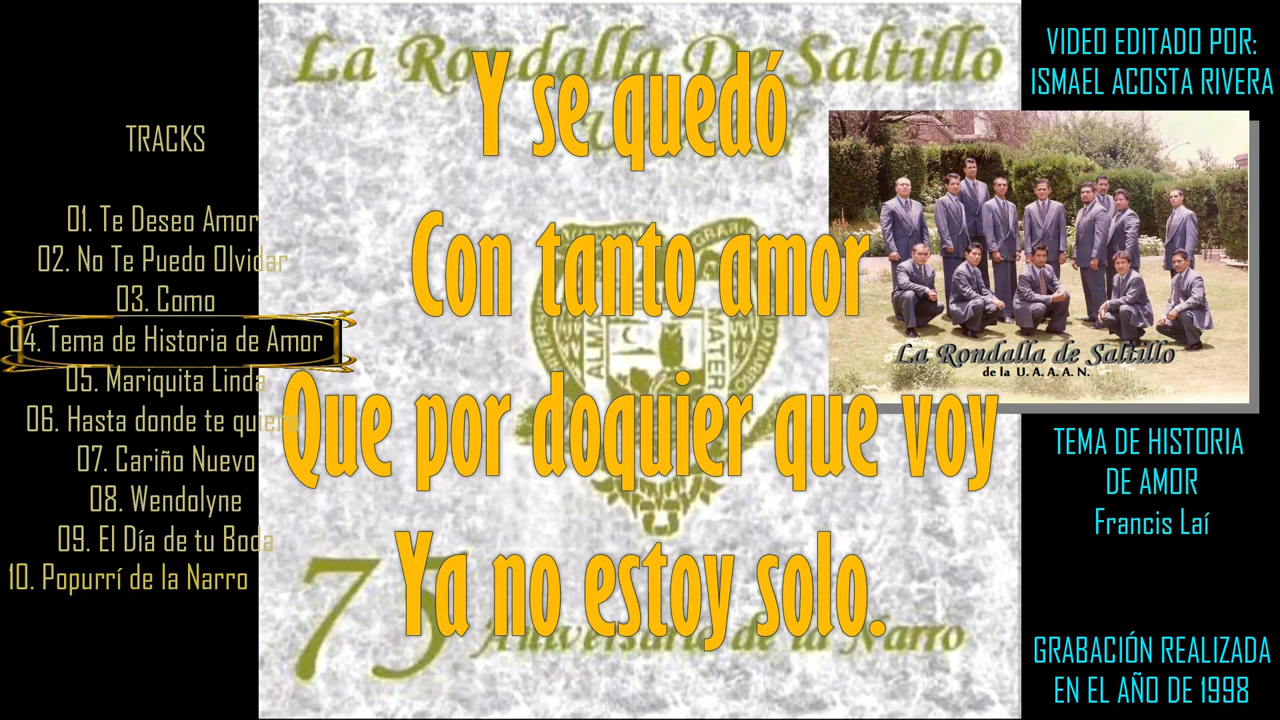 TRACKS
01. Te Deseo Amor
02. No Te Puedo Olvidar
03. Como
04. Tema de Historia de Amor
05. Mariquita Linda
06. Hasta donde te quiero
07. Cariño Nuevo
08. Wendolyne
09. El Día de tu Boda
10. Popurrí de la Narro
La Rondalla De Saltillo
Y se quedó
Con tanto amor
Que por doquier que voy
Ya no estoy solo.
ALMA
MATER
75
Aniversario de la Narro
VIDEO EDITADO POR:
ISMAEL ACOSTA RIVERA
La Rondalla de Saltillo
de la U. A. A. A. N.
TEMA DE HISTORIA
DE AMOR
Francis Laí
GRABACIÓN REALIZADA
EN EL AÑO DE 1998